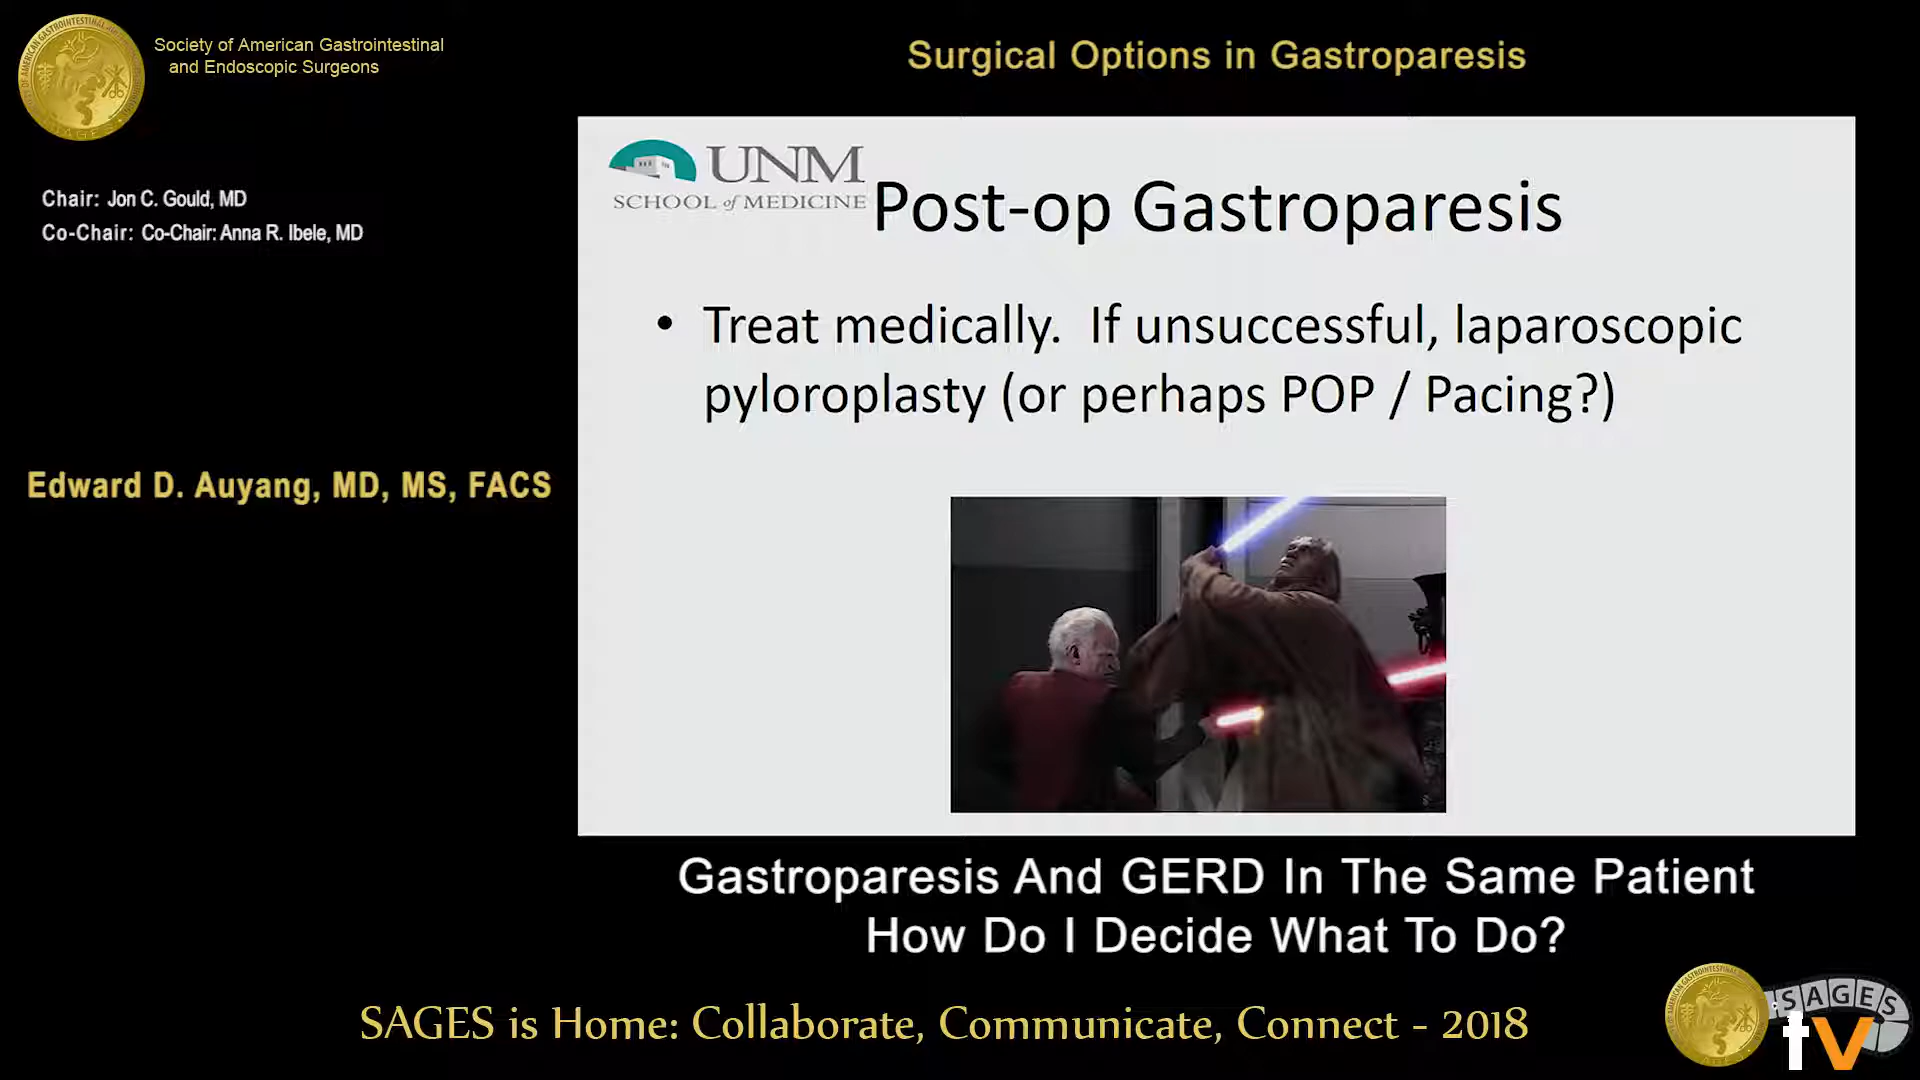 Society of American Gastrointestinal
and Endoscopic Surgeons
Surgical Options in Gastroparesis
Chair: Jon C. Gould, MD
Co-Chair: Co-Chair: Anna R. Ibele, MD
Edward D. Auyang, MD, MS, FACS
UNM
SCHOOL of MEDICINE
Post-op Gastroparesis
• Treat medically. If unsuccessful, laparoscopic
pyloroplasty (or perhaps POP / Pacing?)
Gastroparesis And GERD In The Same Patient
How Do I Decide What To Do?
SAGES is Home: Collaborate, Communicate, Connect - 2018
SAGES
tv